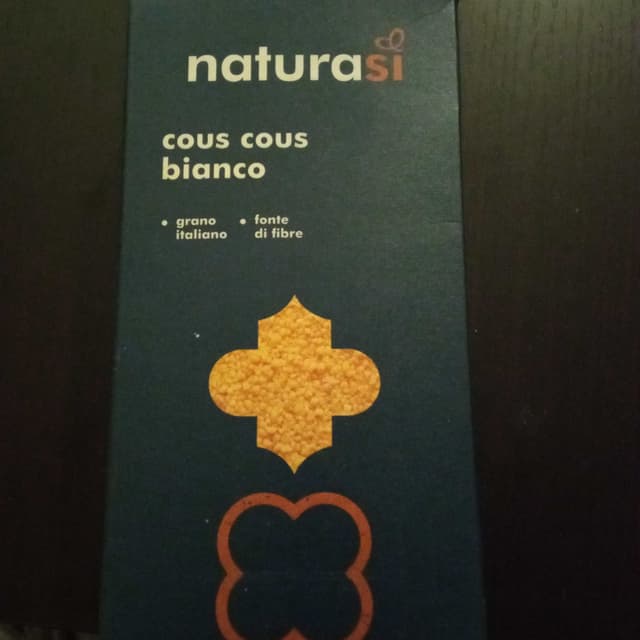 naturasì
cous cous
bianco
• grano
italiano
• fonte
di fibre